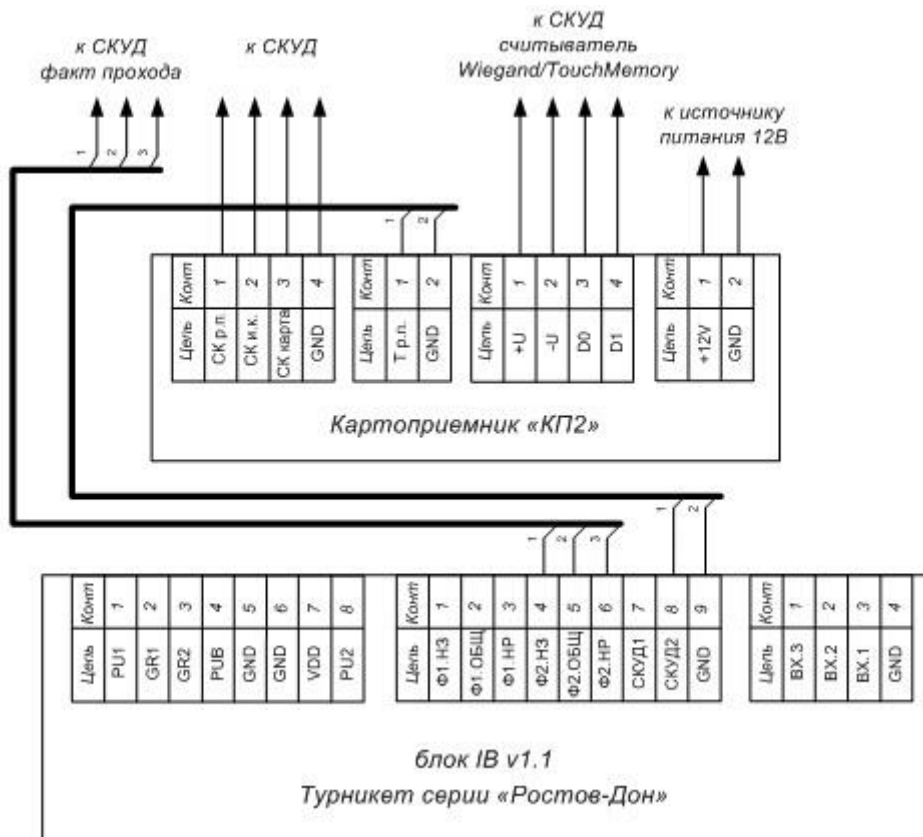 к СКУД
факт прохода
к СКУД
к СКУД
считыватель
Wiegand/TouchMemory
к источнику
питания 12В
1
2
3
1
2
Цепь Конт
СК р.п. 1
СК и.к. 2
СК карта 3
GND 4
Цепь Конт
Т р.п. 1
GND 2
Цепь Конт
+U 1
-U 2
D0 3
D1 4
Цепь Конт
+12V 1
GND 2
Картоприемник «КП2»
1
2
1
2
3
Цепь Конт
PU1 1
GR1 2
GR2 3
PUB 4
GND 5
GND 6
VDD 7
PU2 8
Цепь Конт
Ф1.НЗ 1
Ф1.ОБЩ 2
Ф1.НР 3
Ф2.НЗ 4
Ф2.ОБЩ 5
Ф2.НР 6
СКУД1 7
СКУД2 8
GND 9
Цепь Конт
ВХ.3 1
ВХ.2 2
ВХ.1 3
GND 4
блок IB v1.1
Турникет серии «Ростов-Дон»